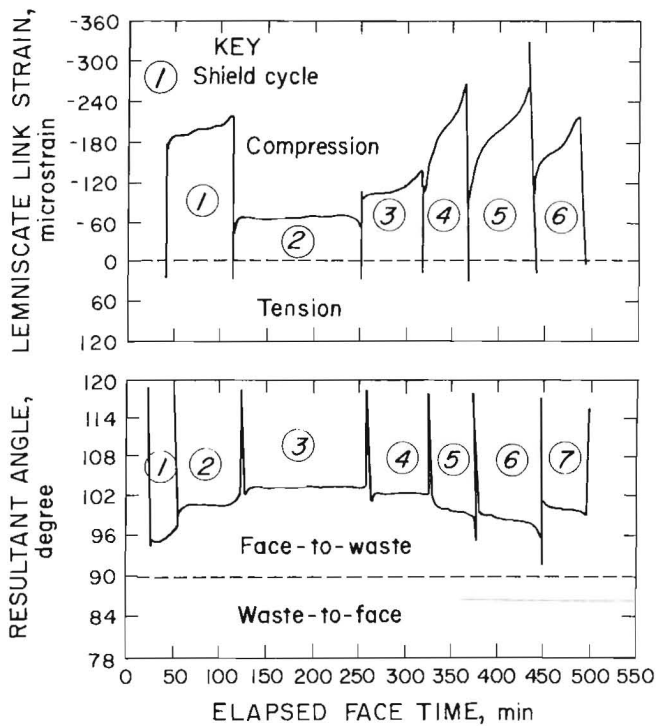 LEMNISCATE LINK STRAIN,
microstrain
-360
-300
-240
-180
-120
-60
0
60
120
KEY
1 Shield cycle
Compression
1
2
3
4
5
6
Tension
RESULTANT ANGLE,
degree
120
114
108
102
96
90
84
78
1
2
3
4
5
6
7
Face-to-waste
Waste-to-face
0 50 100 150 200 250 300 350 400 450 500 550
ELAPSED FACE TIME, min